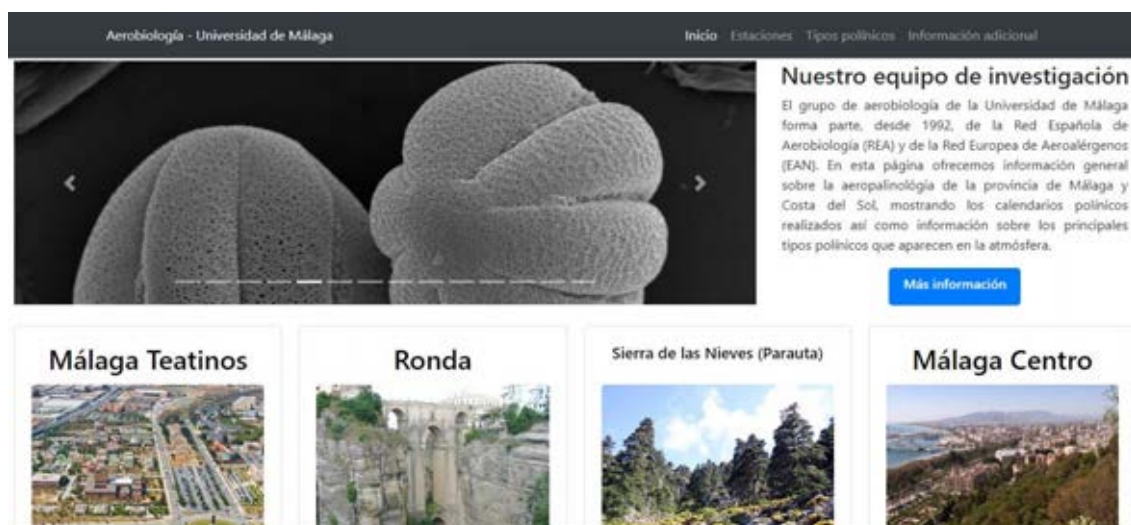 Aerobiología - Universidad de Málaga
Inicio Estaciones Tipos polínicos Información adicional
Nuestro equipo de investigación
El grupo de aerobiología de la Universidad de Málaga
forma parte, desde 1992, de la Red Española de
Aerobiología (REA) y de la Red Europea de Aeroalérgenos
(EAN). En esta página ofrecemos información general
sobre la aeropalinológia de la provincia de Málaga y
Costa del Sol, mostrando los calendarios polínicos
realizados así como información sobre los principales
tipos polínicos que aparecen en la atmósfera.
Más información
Málaga Teatinos
Ronda
Sierra de las Nieves (Parauta)
Málaga Centro